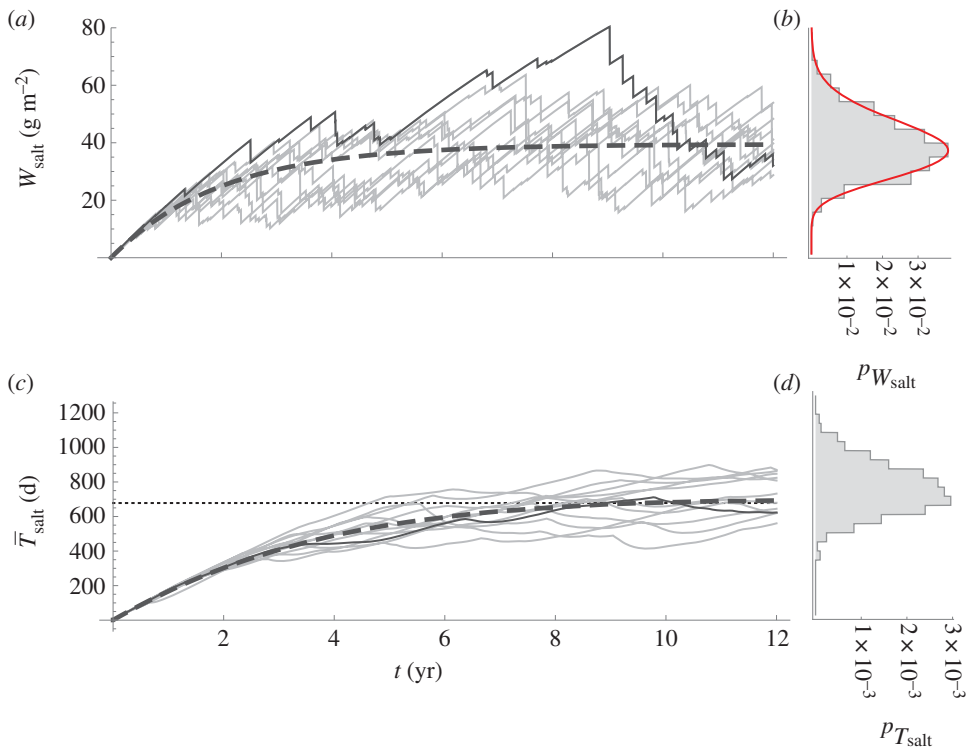 (a)
80
60
40
20
W_salt (g m⁻²)
(b)
1 × 10⁻²
2 × 10⁻²
3 × 10⁻²
p_W_salt
(c)
1200
1000
800
600
400
200
T̿_salt (d)
2
4
6
8
10
12
t (yr)
(d)
1 × 10⁻³
2 × 10⁻³
3 × 10⁻³
p_T_salt